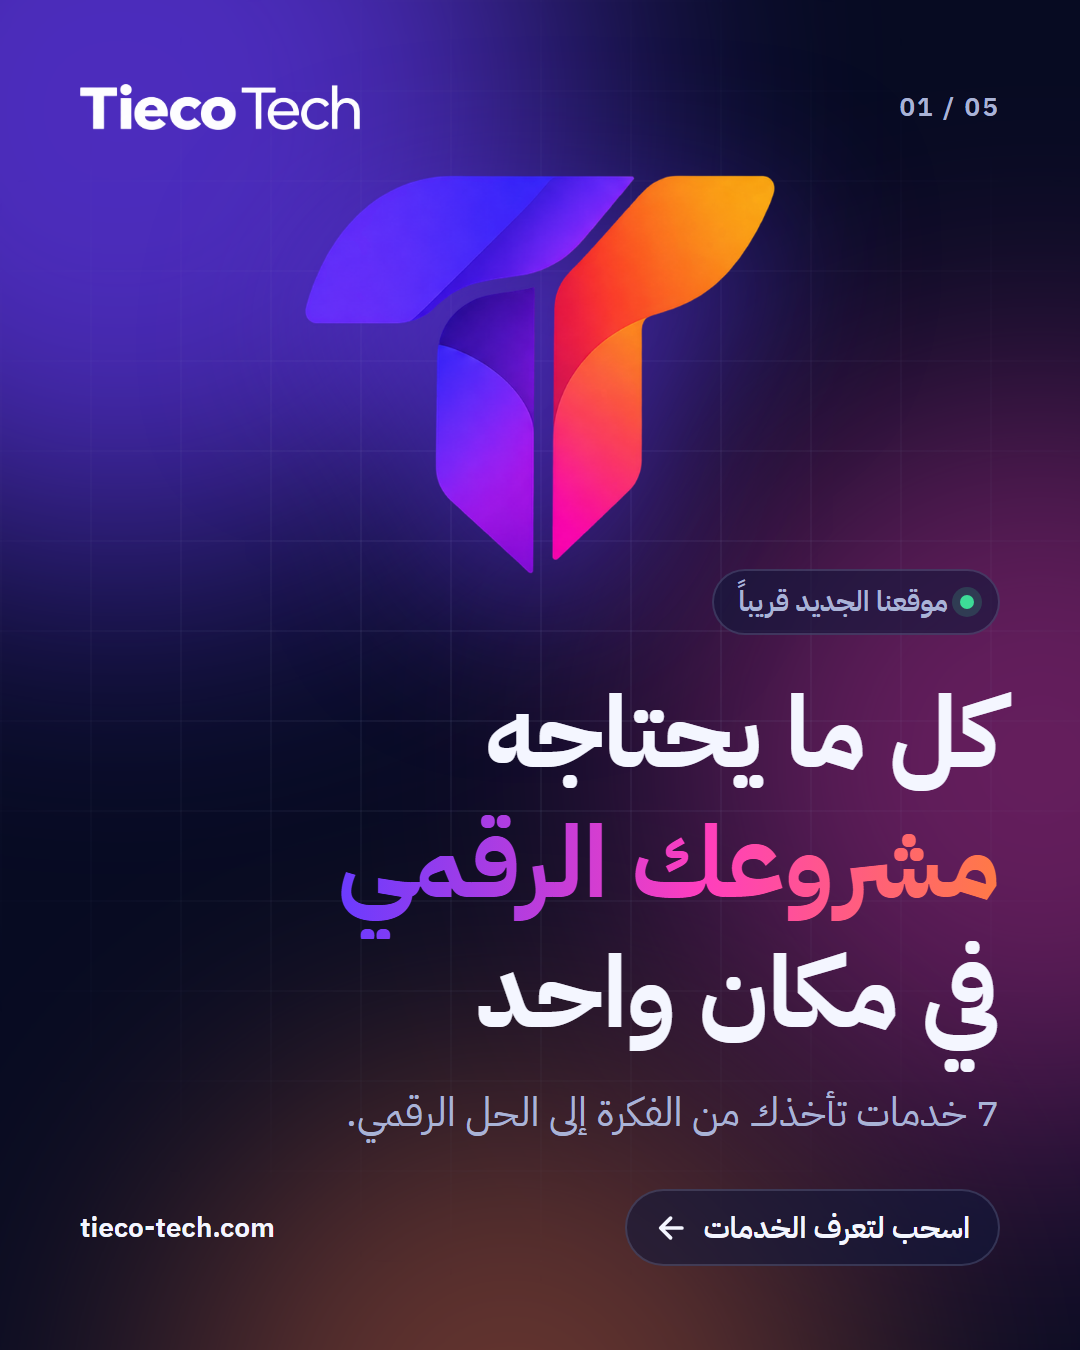 Tieco Tech
01 / 05
موقعنا الجديد قريباً
كل ما يحتاجه
مشروعك الرقمي
في مكان واحد
7 خدمات تأخذك من الفكرة إلى الحل الرقمي.
اسحب لتعرف الخدمات ←
tieco-tech.com